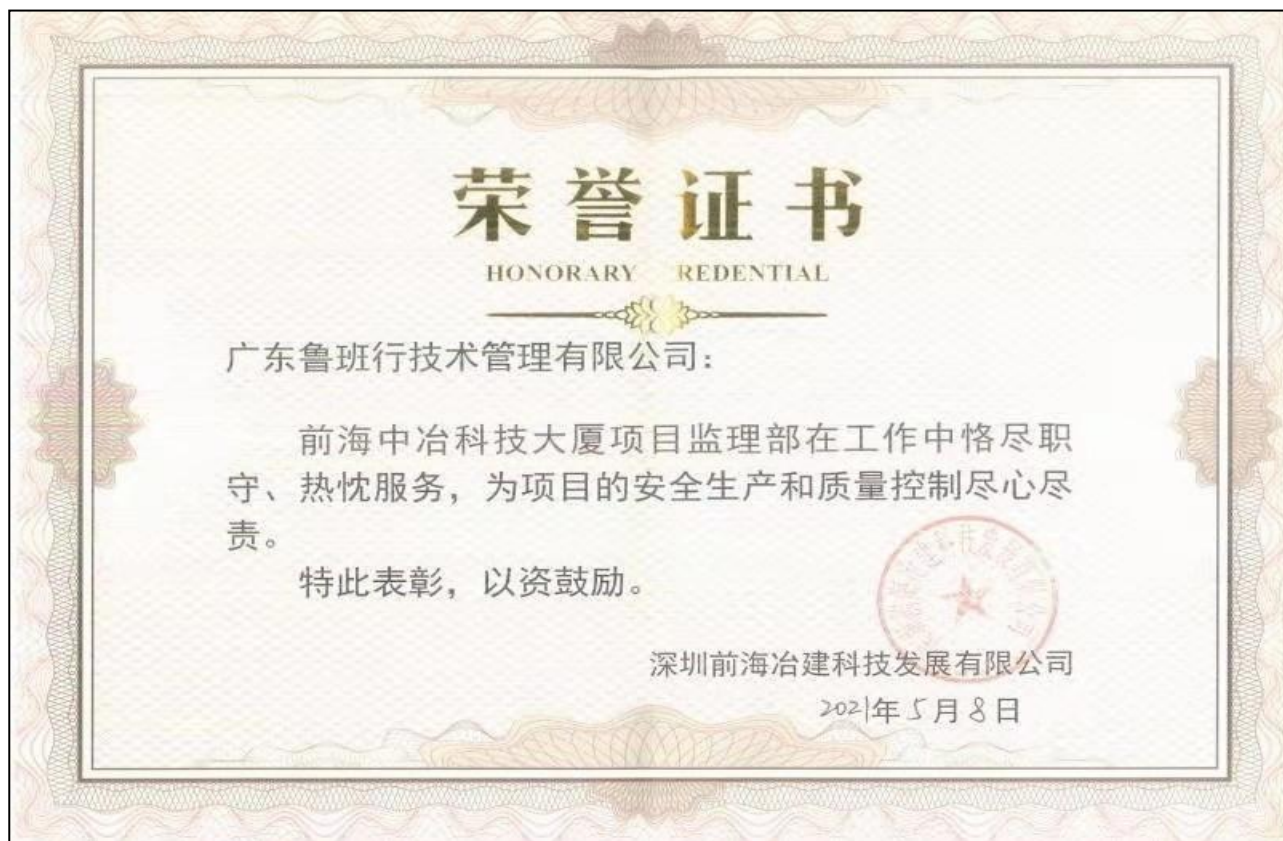 荣誉证书
HONORARY REDENTIAL
广东鲁班行技术管理有限公司：
前海中冶科技大厦项目监理部在工作中恪尽职
守、热忱服务，为项目的安全生产和质量控制尽心尽
责。
特此表彰，以资鼓励。
深圳前海冶建科技发展有限公司
2021年5月8日